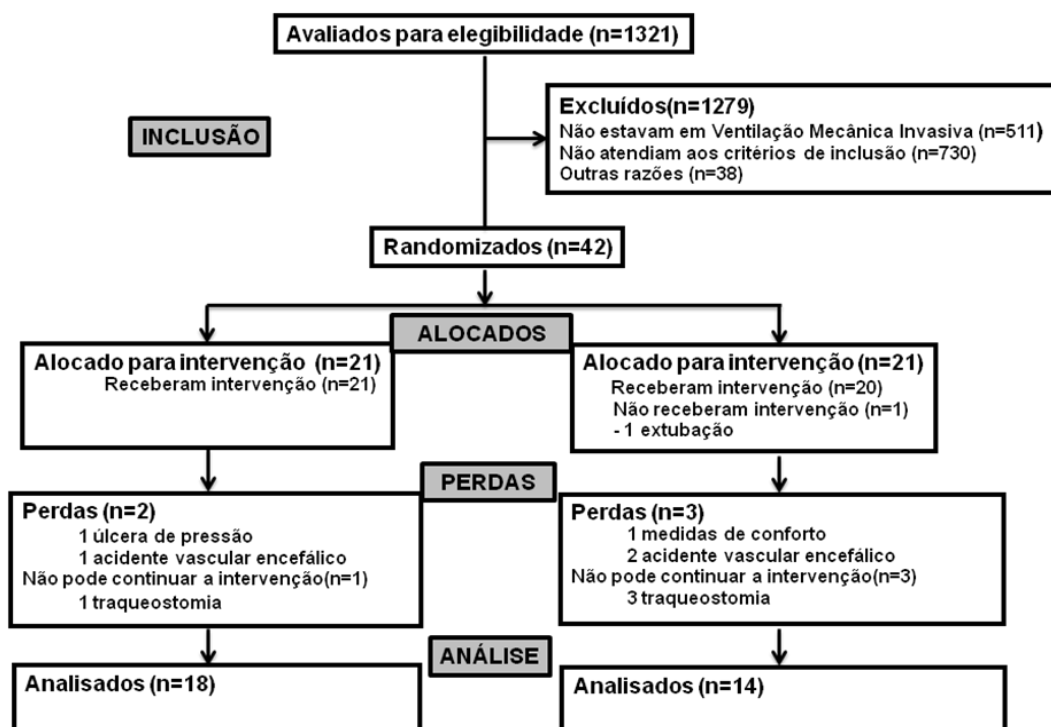 Avaliados para elegibilidade (n=1321)
Excluídos(n=1279)
Não estavam em Ventilação Mecânica Invasiva (n=511)
Não atendiam aos critérios de inclusão (n=730)
Outras razões (n=38)
INCLUSÃO
Randomizados (n=42)
ALOCADOS
Alocado para intervenção (n=21)
Receberam intervenção (n=21)
Alocado para intervenção (n=21)
Receberam intervenção (n=20)
Não receberam intervenção (n=1)
- 1 extubação
PERDAS
Perdas (n=2)
1 úlcera de pressão
1 acidente vascular encefálico
Não pode continuar a intervenção(n=1)
1 traqueostomia
Perdas (n=3)
1 medidas de conforto
2 acidente vascular encefálico
Não pode continuar a intervenção(n=3)
3 traqueostomia
ANÁLISE
Analisados (n=18)
Analisados (n=14)